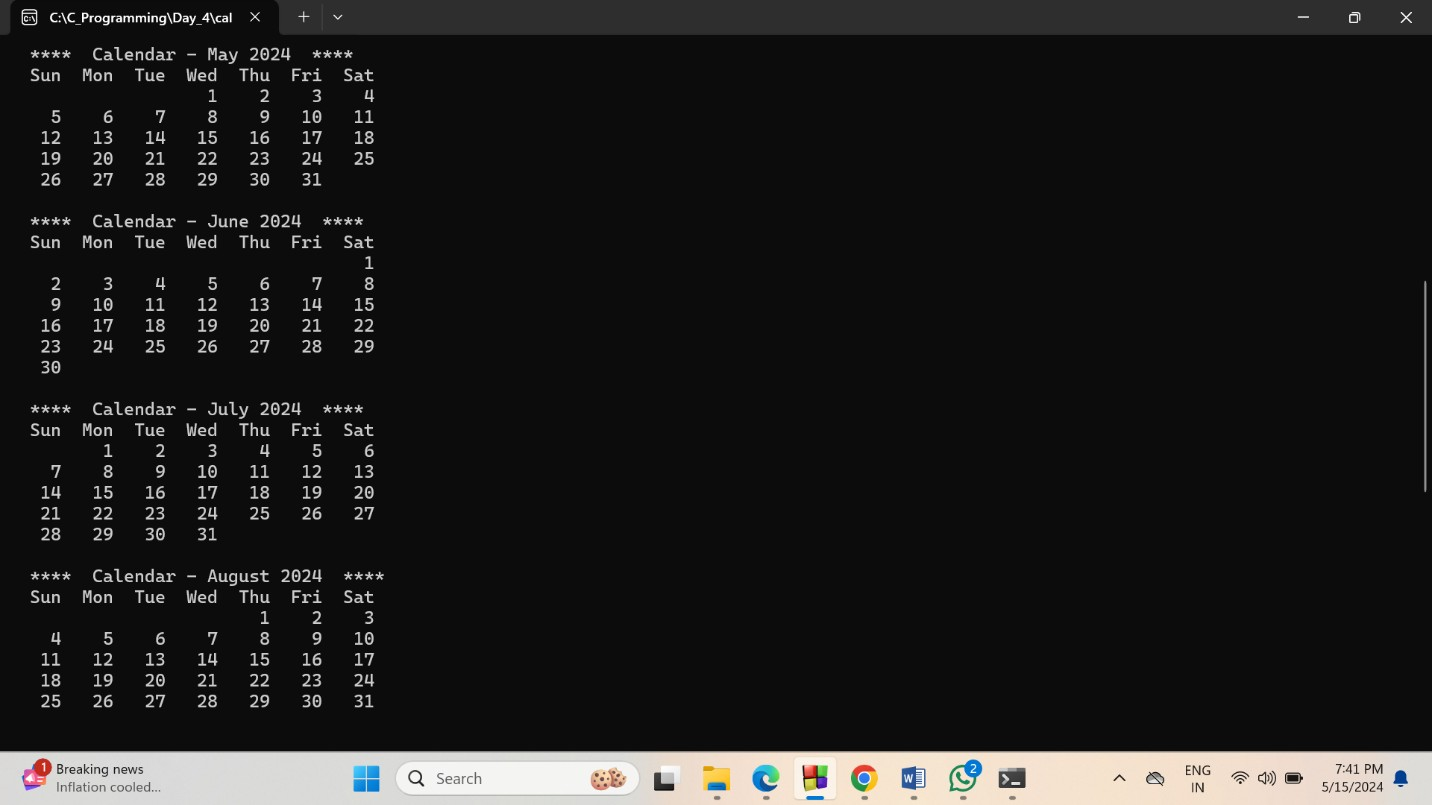 C:\C_Programming\Day_4\cal
**** Calendar - May 2024 ****
Sun Mon Tue Wed Thu Fri Sat
1 2 3 4
5 6 7 8 9 10 11
12 13 14 15 16 17 18
19 20 21 22 23 24 25
26 27 28 29 30 31
**** Calendar - June 2024 ****
Sun Mon Tue Wed Thu Fri Sat
1
2 3 4 5 6 7 8
9 10 11 12 13 14 15
16 17 18 19 20 21 22
23 24 25 26 27 28 29
30
**** Calendar - July 2024 ****
Sun Mon Tue Wed Thu Fri Sat
1 2 3 4 5 6
7 8 9 10 11 12 13
14 15 16 17 18 19 20
21 22 23 24 25 26 27
28 29 30 31
**** Calendar - August 2024 ****
Sun Mon Tue Wed Thu Fri Sat
1 2 3
4 5 6 7 8 9 10
11 12 13 14 15 16 17
18 19 20 21 22 23 24
25 26 27 28 29 30 31
1
Breaking news
Inflation cooled...
Search
2
ENG
IN
7:41 PM
5/15/2024